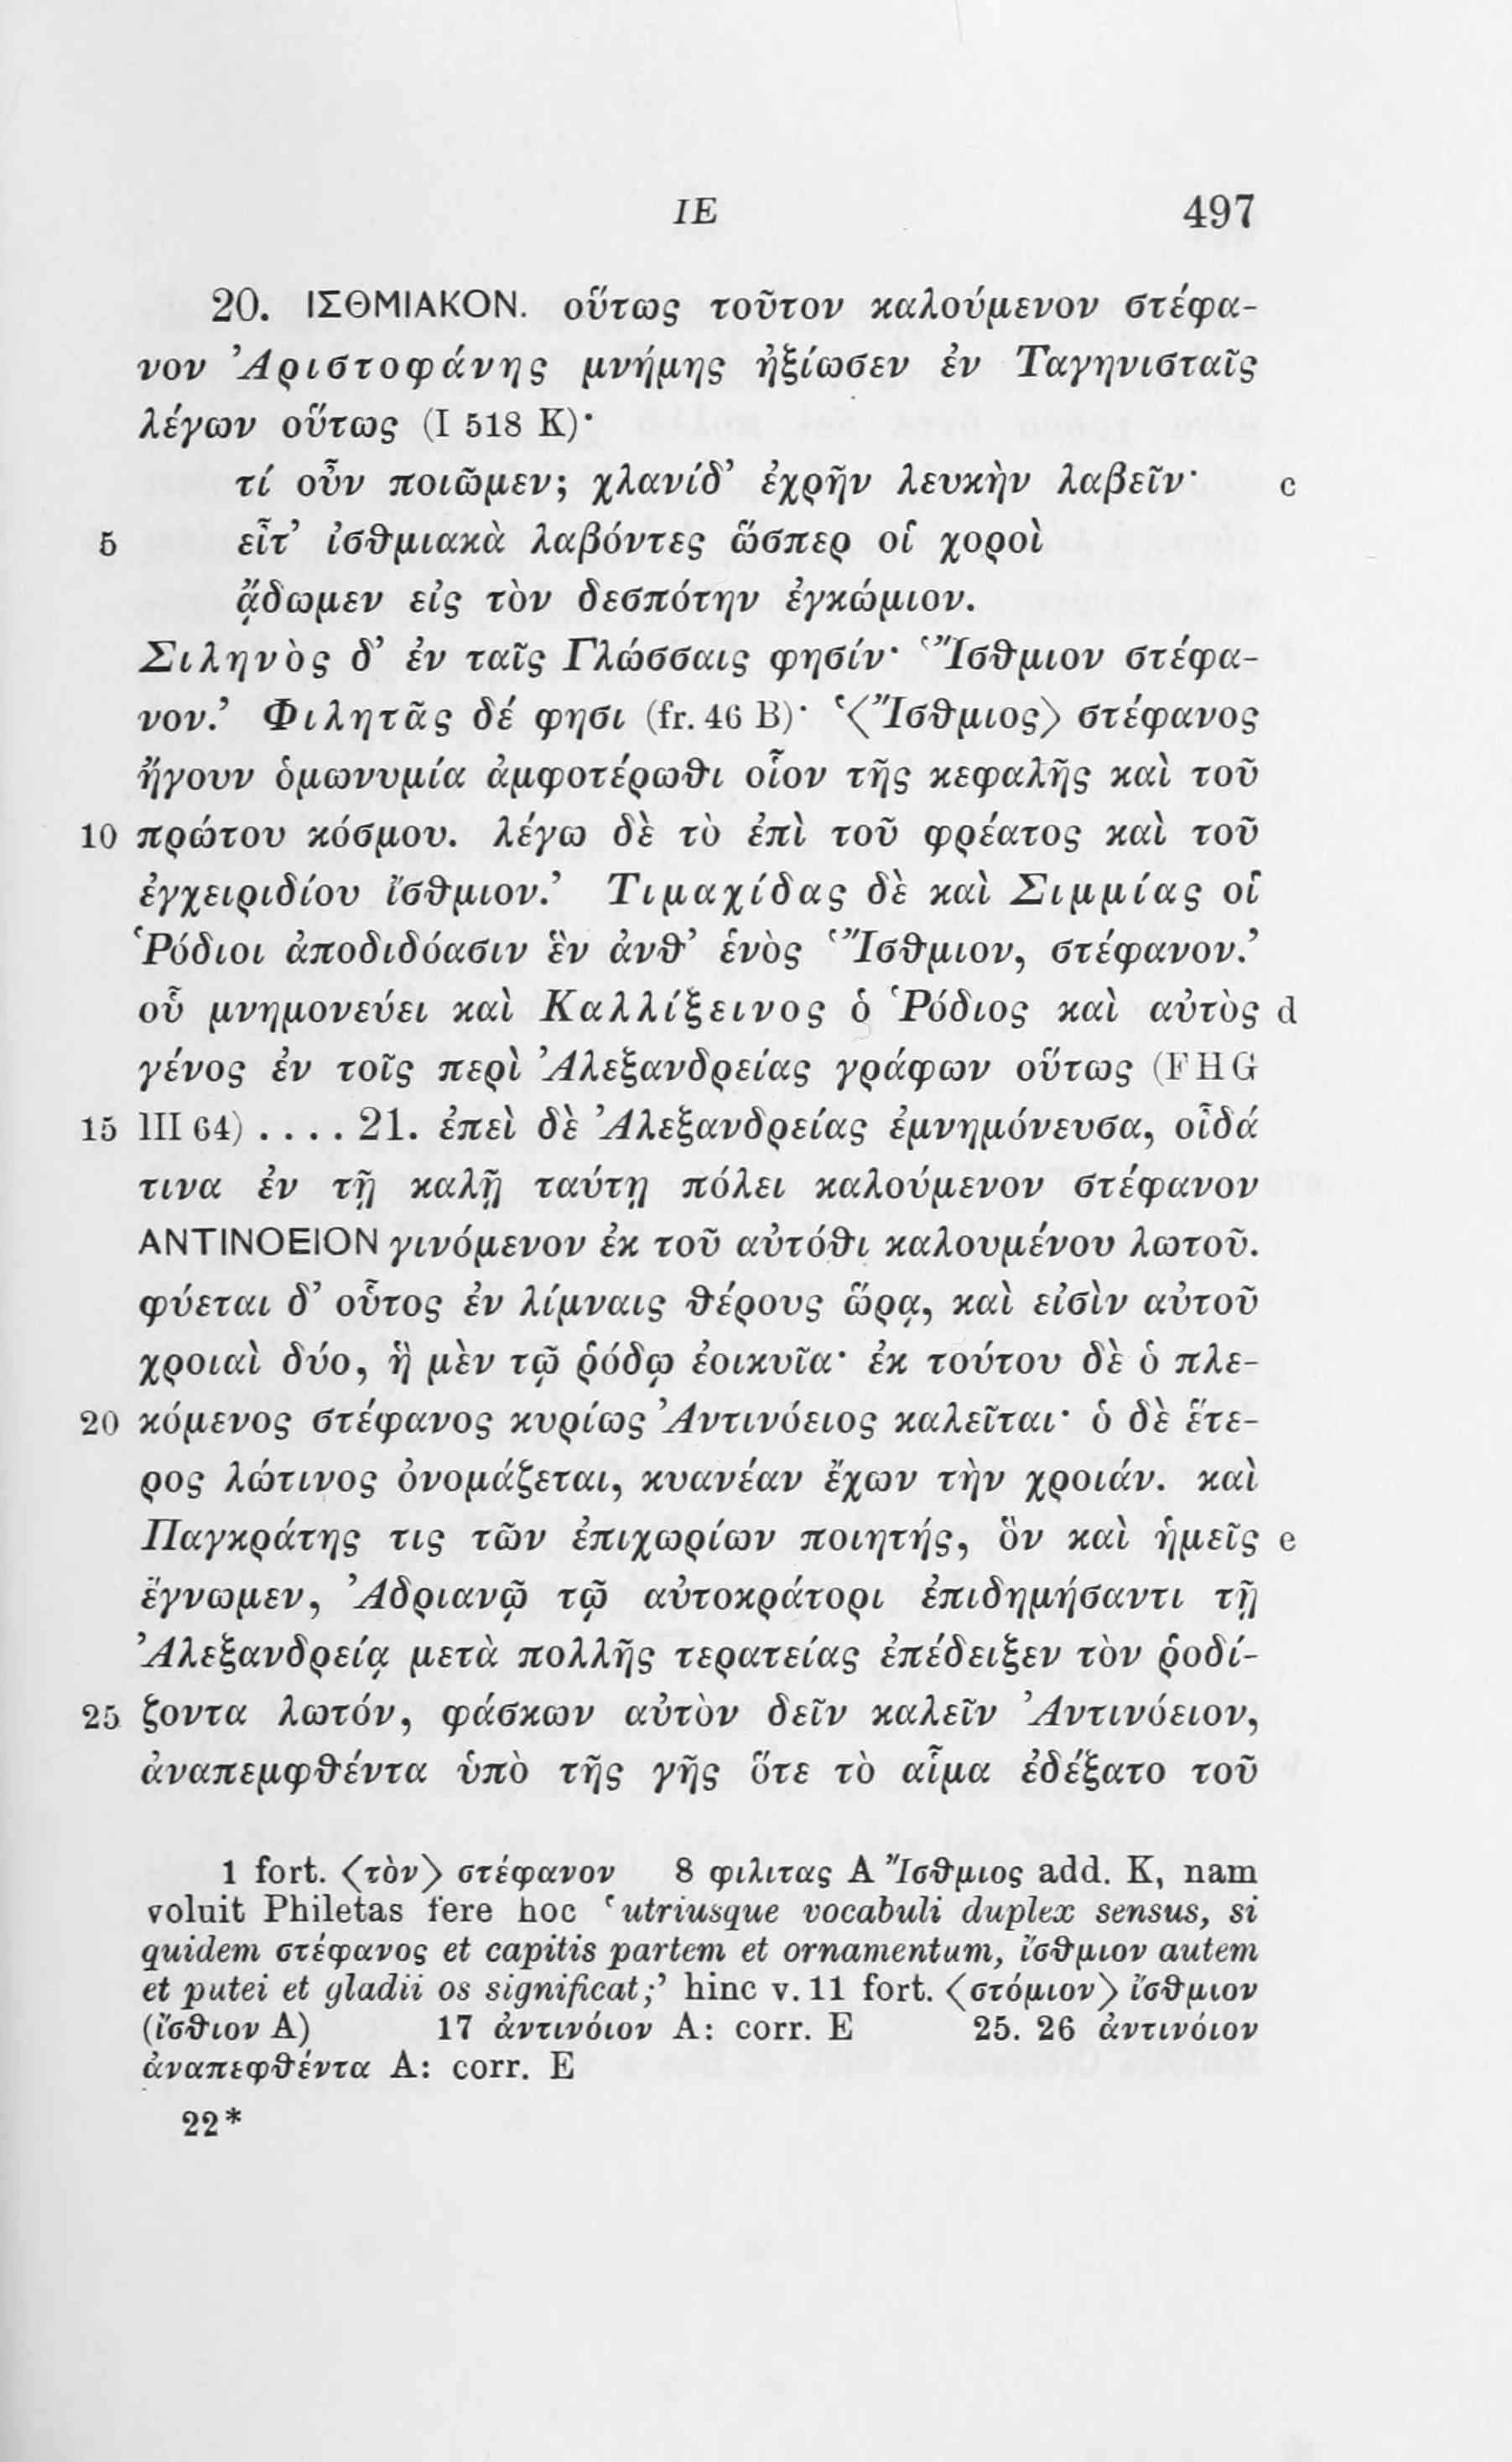 ΙΕ 497
20. ΙΣΘΜΙΑΚΟΝ. οὕτως τοῦτον καλούμενον στέφα-
νον Ἀριστοφάνης μνήμης ἠξίωσεν ἐν Ταγηνισταῖς
λέγων οὕτως (I 518 K)·
τί οὖν ποιῶμεν; χλανίδ’ ἐχρῆν λευκὴν λαβεῖν· c
5 εἶτ’ ἰσθμιακὰ λαβόντες ὥσπερ οἱ χοροὶ
ᾄδωμεν εἰς τὸν δεσπότην ἐγκώμιον.
Σιληνὸς δ’ ἐν ταῖς Γλώσσαις φησίν· ‘Ἴσθμιον στέφα-
νον.’ Φιλητᾶς δέ φησι (fr. 46 B)· ‘〈Ἴσθμιος〉 στέφανος
ἤγουν ὁμωνυμία ἀμφοτέρωθι οἷον τῆς κεφαλῆς καὶ τοῦ
10 πρώτου κόσμου. λέγω δὲ τὸ ἐπὶ τοῦ φρέατος καὶ τοῦ
ἐγχειριδίου ἴσθμιον.’ Τιμαχίδας δὲ καὶ Σιμμίας οἱ
Ῥόδιοι ἀποδιδόασιν ἓν ἀνθ’ ἑνὸς ‘Ἴσθμιον, στέφανον.’
οὗ μνημονεύει καὶ Καλλίξεινος ὁ Ῥόδιος καὶ αὐτὸς d
γένος ἐν τοῖς περὶ Ἀλεξανδρείας γράφων οὕτως (FHG
15 III 64) .... 21. ἐπεὶ δὲ Ἀλεξανδρείας ἐμνημόνευσα, οἶδά
τινα ἐν τῇ καλῇ ταύτῃ πόλει καλούμενον στέφανον
ΑΝΤΙΝΟΕΙΟΝ γινόμενον ἐκ τοῦ αὐτόθι καλουμένου λωτοῦ.
φύεται δ’ οὗτος ἐν λίμναις θέρους ὥρᾳ, καὶ εἰσὶν αὐτοῦ
χροιαὶ δύο, ἣ μὲν τῷ ῥόδῳ ἐοικυῖα· ἐκ τούτου δὲ ὁ πλε-
20 κόμενος στέφανος κυρίως Ἀντινόειος καλεῖται· ὁ δὲ ἕτε-
ρος λώτινος ὀνομάζεται, κυανέαν ἔχων τὴν χροιάν. καὶ
Παγκράτης τις τῶν ἐπιχωρίων ποιητής, ὃν καὶ ἡμεῖς e
ἔγνωμεν, Ἀδριανῷ τῷ αὐτοκράτορι ἐπιδημήσαντι τῇ
Ἀλεξανδρείᾳ μετὰ πολλῆς τερατείας ἐπέδειξεν τὸν ῥοδί-
25 ζοντα λωτόν, φάσκων αὐτὸν δεῖν καλεῖν Ἀντινόειον,
ἀναπεμφθέντα ὑπὸ τῆς γῆς ὅτε τὸ αἷμα ἐδέξατο τοῦ
1 fort. 〈τὸν〉 στέφανον 8 φιλιτας A Ἴσθμιος add. K, nam
voluit Philetas fere hoc ‘utriusque vocabuli duplex sensus, si
quidem στέφανος et capitis partem et ornamentum, ἴσθμιον autem
et putei et gladii os significat;’ hinc v. 11 fort. 〈στόμιον〉 ἴσθμιον
(ἴσθιον A) 17 ἀντινόιον A: corr. E 25. 26 ἀντινόιον
ἀναπεφθέντα A: corr. E
22*